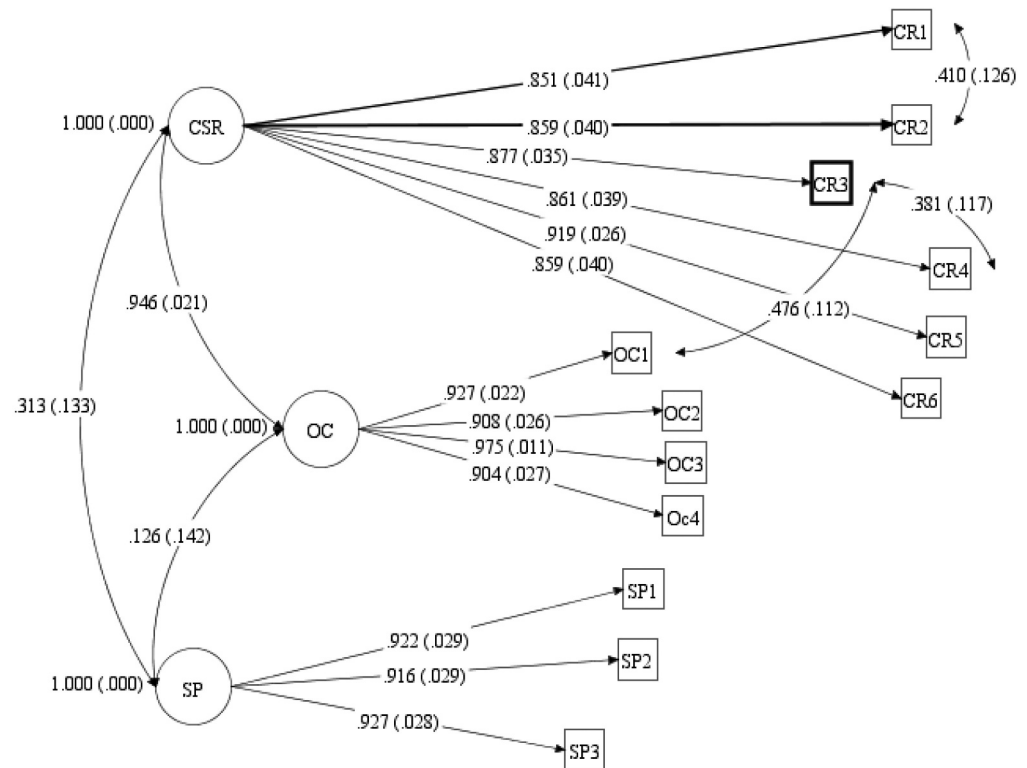 CR1
.410 (.126)
.851 (.041)
1.000 (.000)
CSR
.859 (.040)
CR2
.877 (.035)
CR3
.381 (.117)
.861 (.039)
.919 (.026)
.859 (.040)
CR4
.946 (.021)
.476 (.112)
CR5
OC1
.927 (.022)
CR6
.313 (.133)
1.000 (.000)
OC
.908 (.026)
OC2
.975 (.011)
OC3
.904 (.027)
Oc4
.126 (.142)
SP1
.922 (.029)
SP2
.916 (.029)
1.000 (.000)
SP
.927 (.028)
SP3